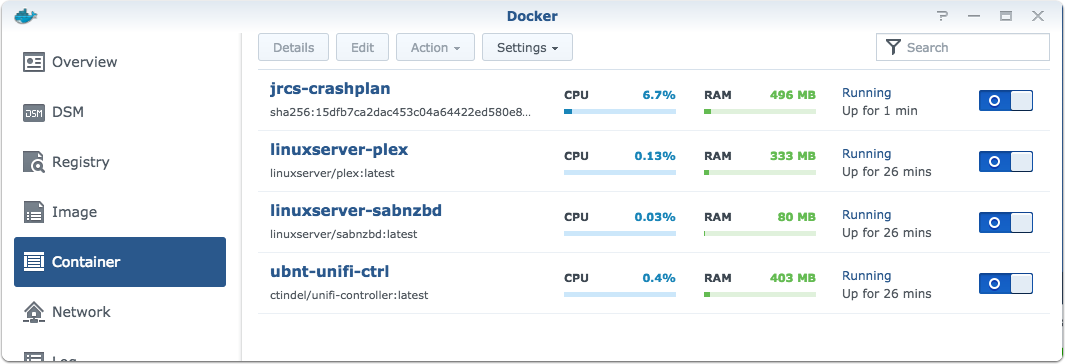 Docker
Overview
DSM
DSM
Registry
Image
Container
Network
Log
Details Edit Action Settings
Search
jrcs-crashplan
sha256:15dfb7ca2dac453c04a64422ed580e8...
CPU 6.7% RAM 496 MB
Running
Up for 1 min
linuxserver-plex
linuxserver/plex:latest
CPU 0.13% RAM 333 MB
Running
Up for 26 mins
linuxserver-sabnzbd
linuxserver/sabnzbd:latest
CPU 0.03% RAM 80 MB
Running
Up for 26 mins
ubnt-unifi-ctrl
ctindel/unifi-controller:latest
CPU 0.4% RAM 403 MB
Running
Up for 26 mins